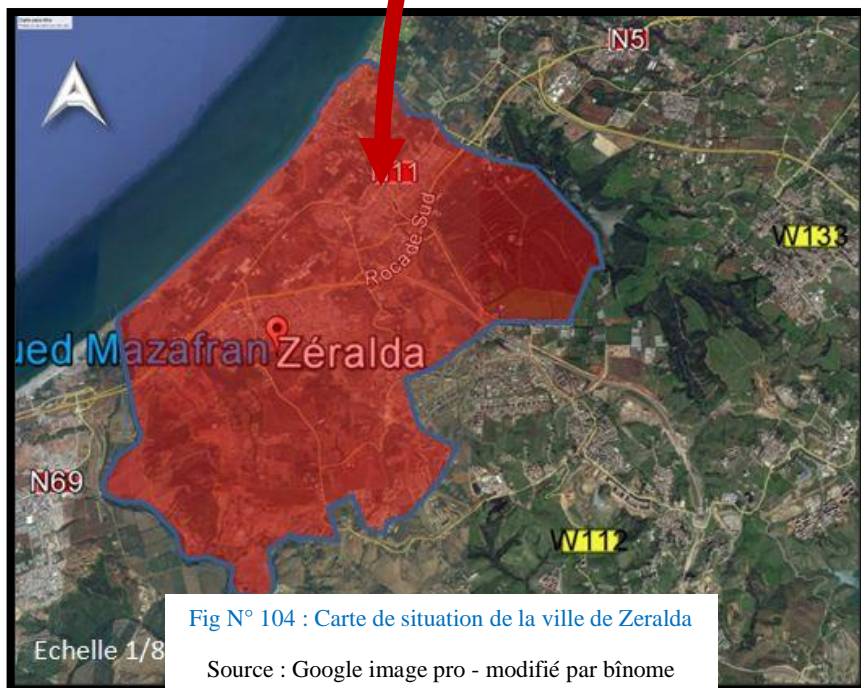 N5
N11
Rocade Sud
W133
ued Mazafran
Zéralda
N69
W112
Echelle 1/8
Fig N° 104 : Carte de situation de la ville de Zeralda
Source : Google image pro - modifié par bînome